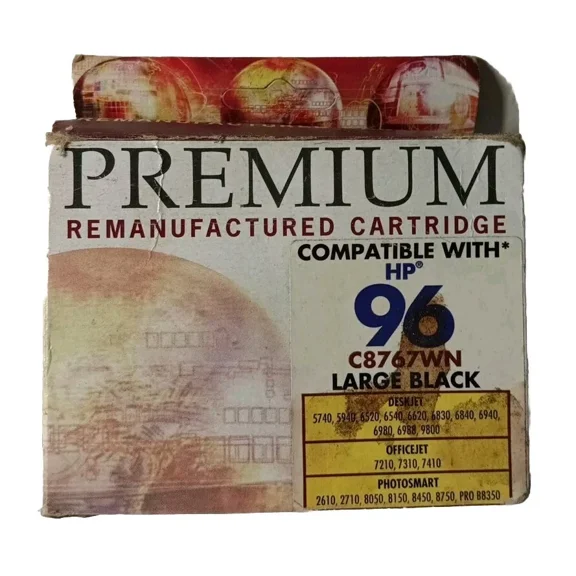 PREMIUM
REMANUFACTURED CARTRIDGE
COMPATIBLE WITH*
HP®
96
C8767WN
LARGE BLACK
DESKJET
5740, 5940, 6520, 6540, 6620, 6830, 6840, 6940,
6980, 6988, 9800
OFFICEJET
7210, 7310, 7410
PHOTOSMART
2610, 2710, 8050, 8150, 8450, 8750, PRO B8350